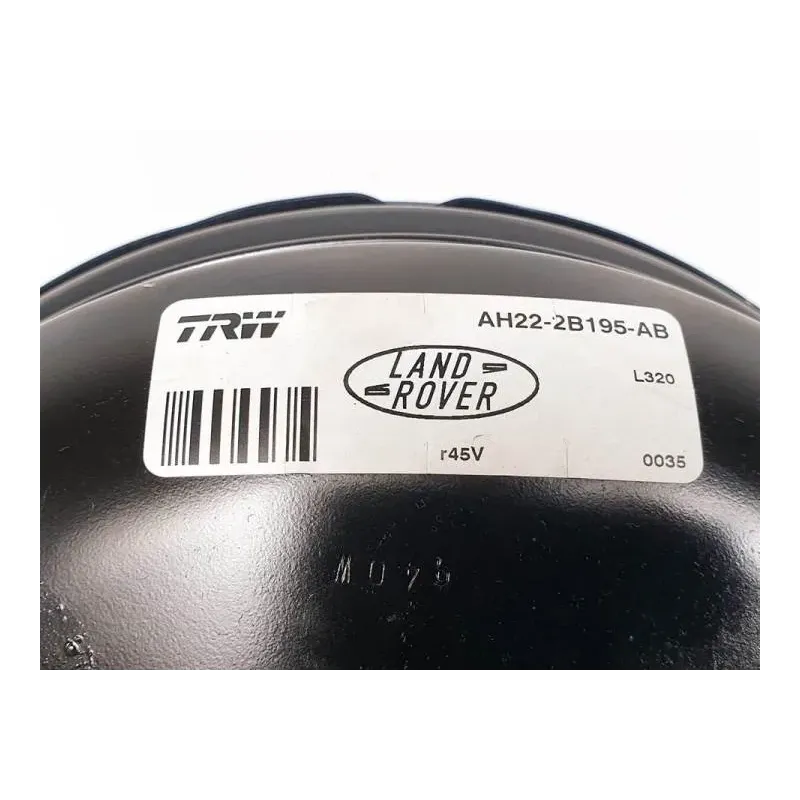 TRW
AH22-2B195-AB
LAND
ROVER
L320
r45V
0035